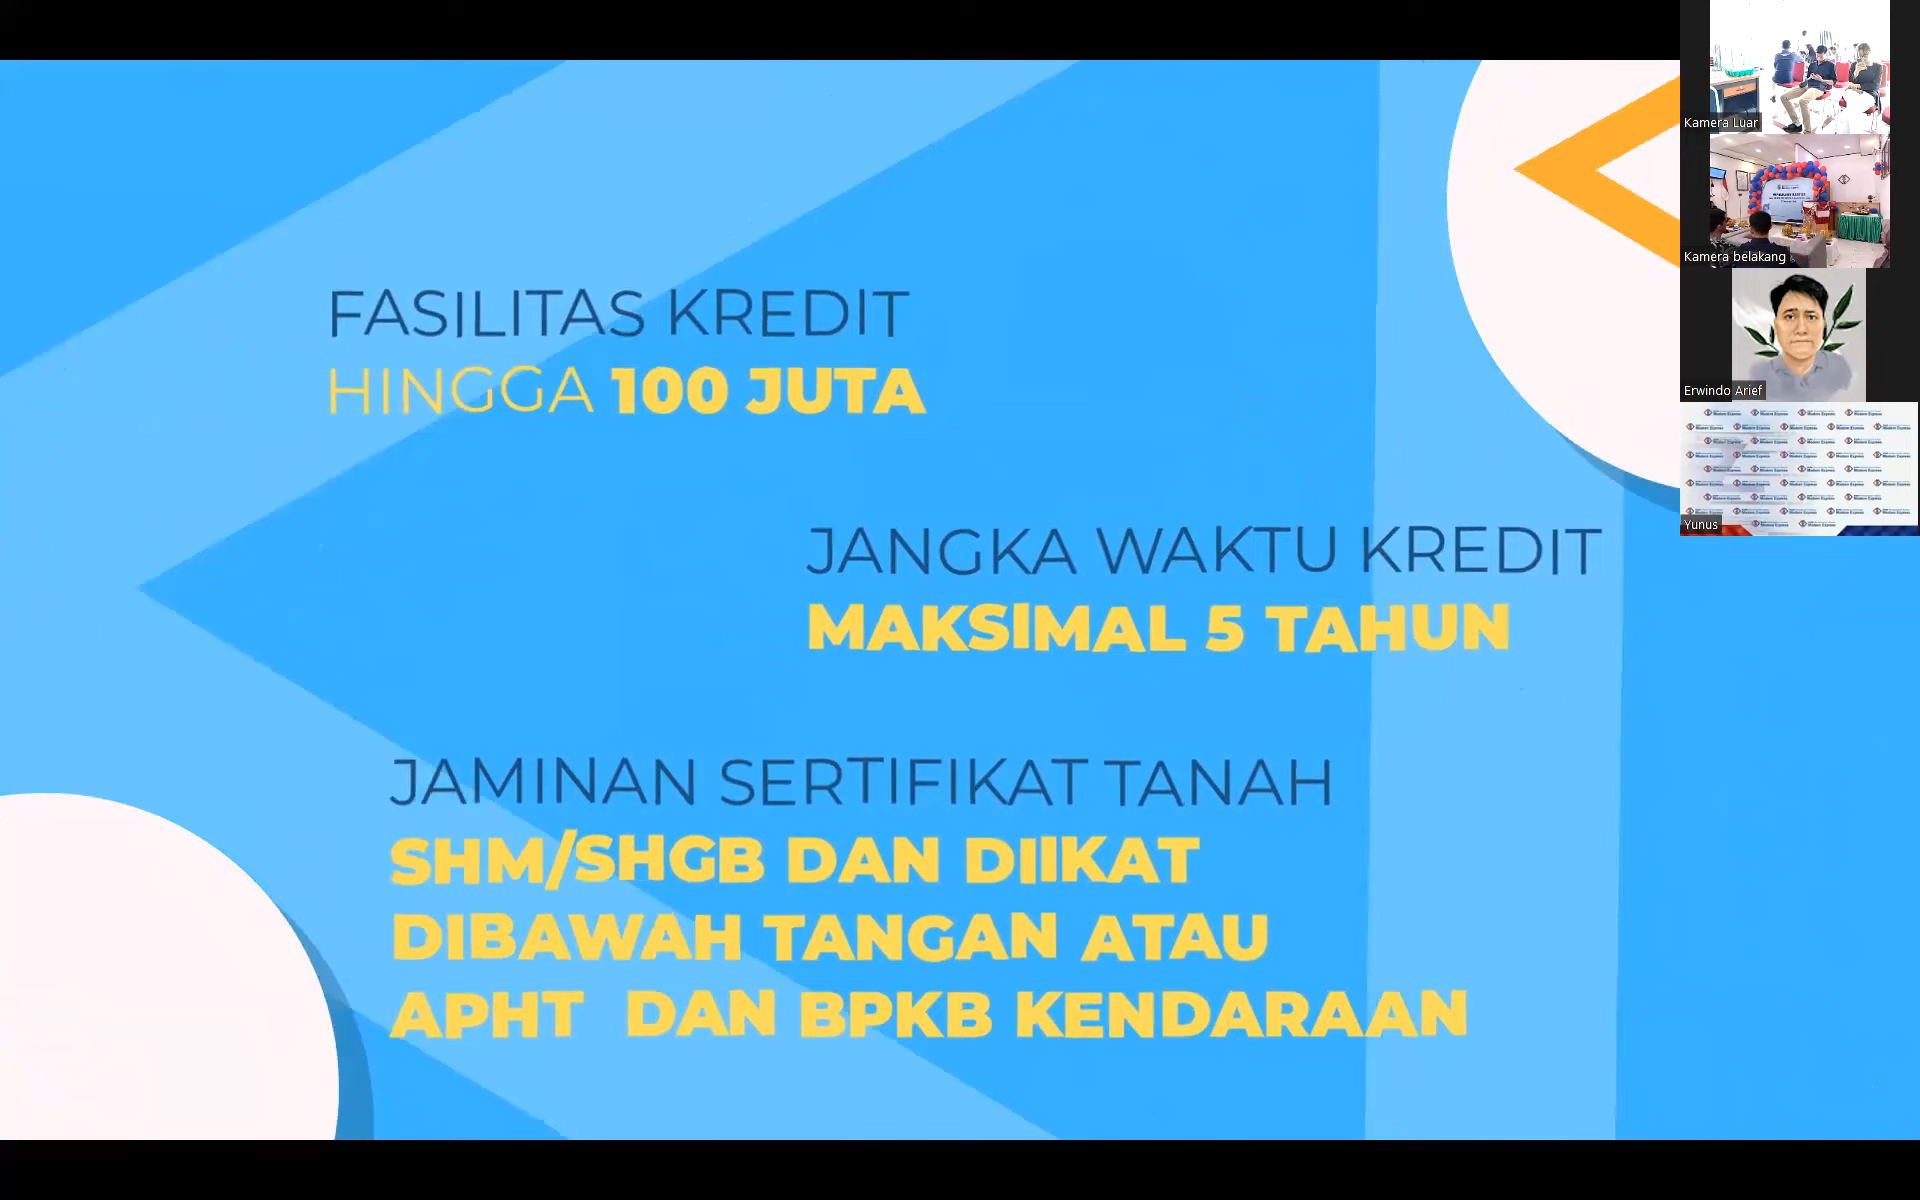 FASILITAS KREDIT
HINGGA 100 JUTA
JANGKA WAKTU KREDIT
MAKSIMAL 5 TAHUN
JAMINAN SERTIFIKAT TANAH
SHM/SHGB DAN DIIKAT
DIBAWAH TANGAN ATAU
APHT DAN BPKB KENDARAAN
Kamera Luar
Kamera belakang
Erwindo Arief
Yunus